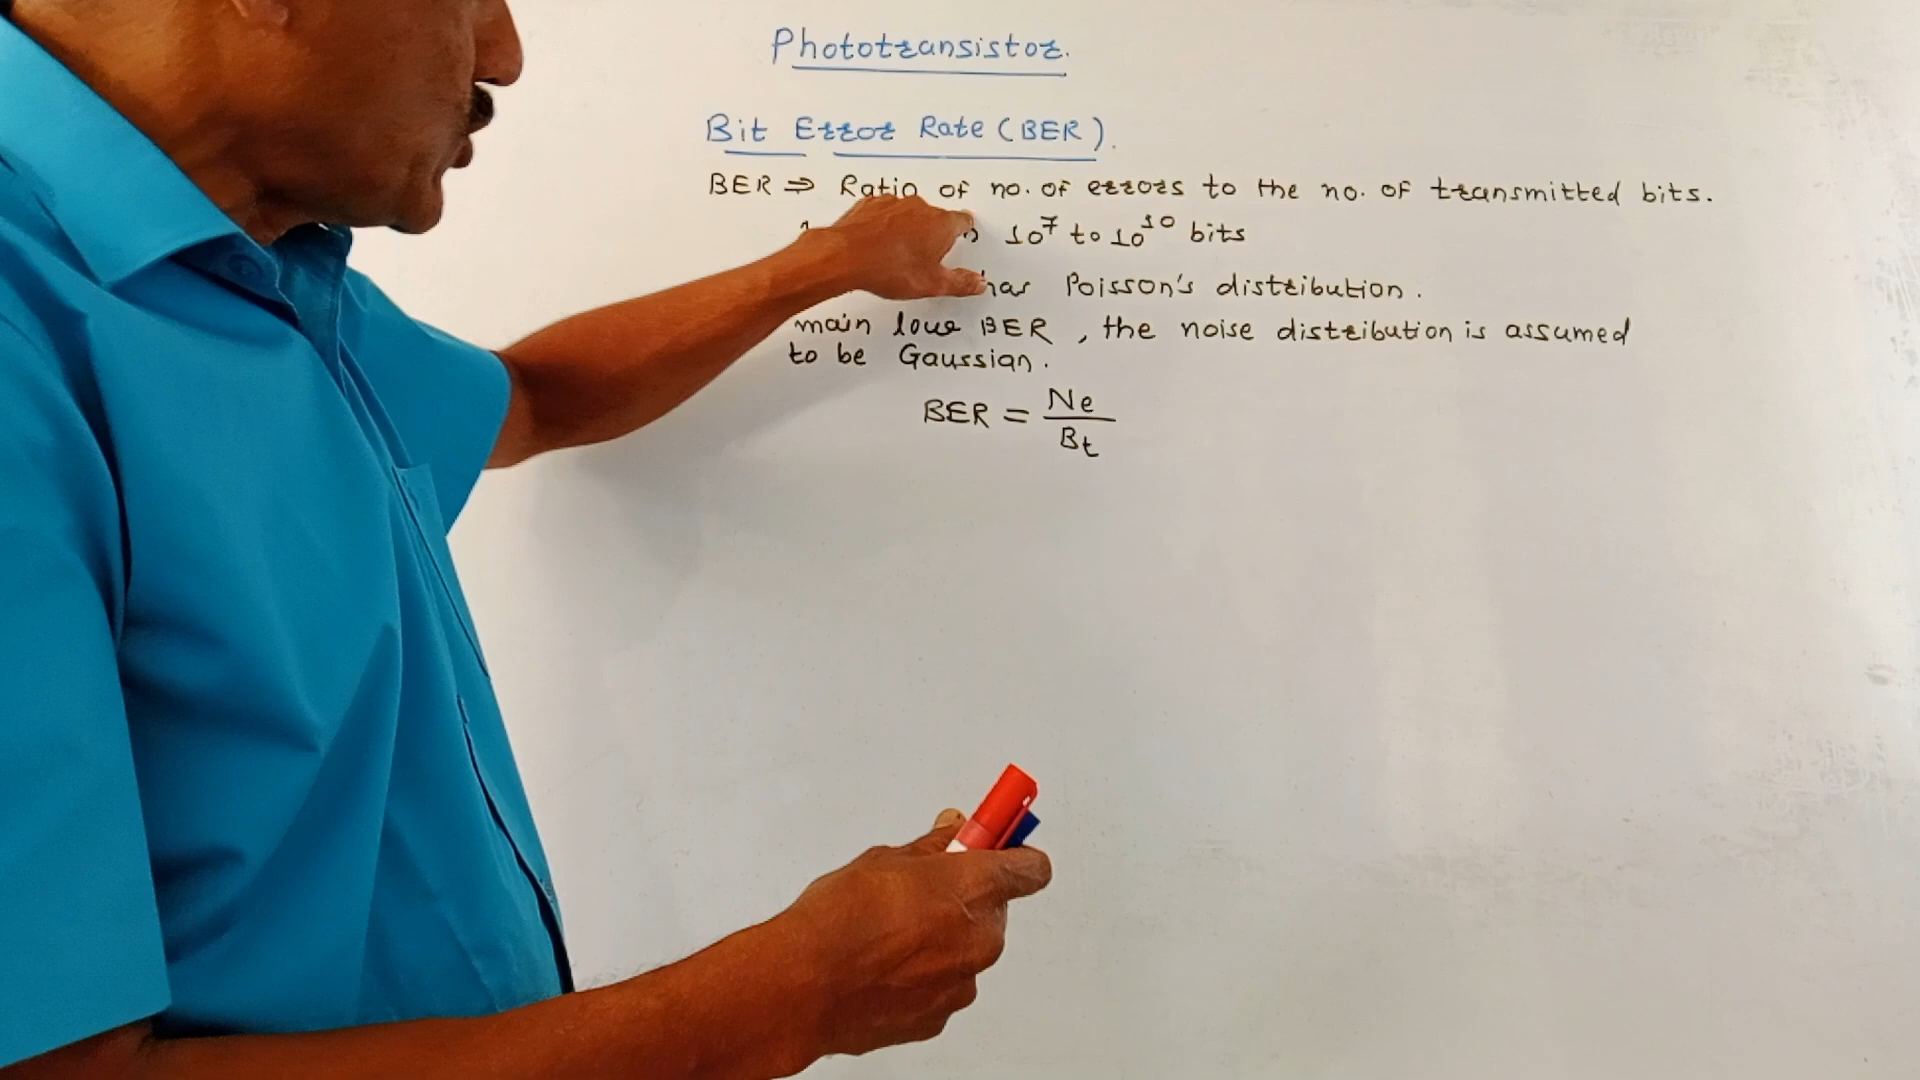 Phototransistor.
Bit Error Rate (BER).
BER ⇒ Ratio of no. of errors to the no. of transmitted bits.
10⁷ to 10¹⁰ bits
has Poisson's distribution.
main low BER, the noise distribution is assumed
to be Gaussian.
BER = Ne / Bt